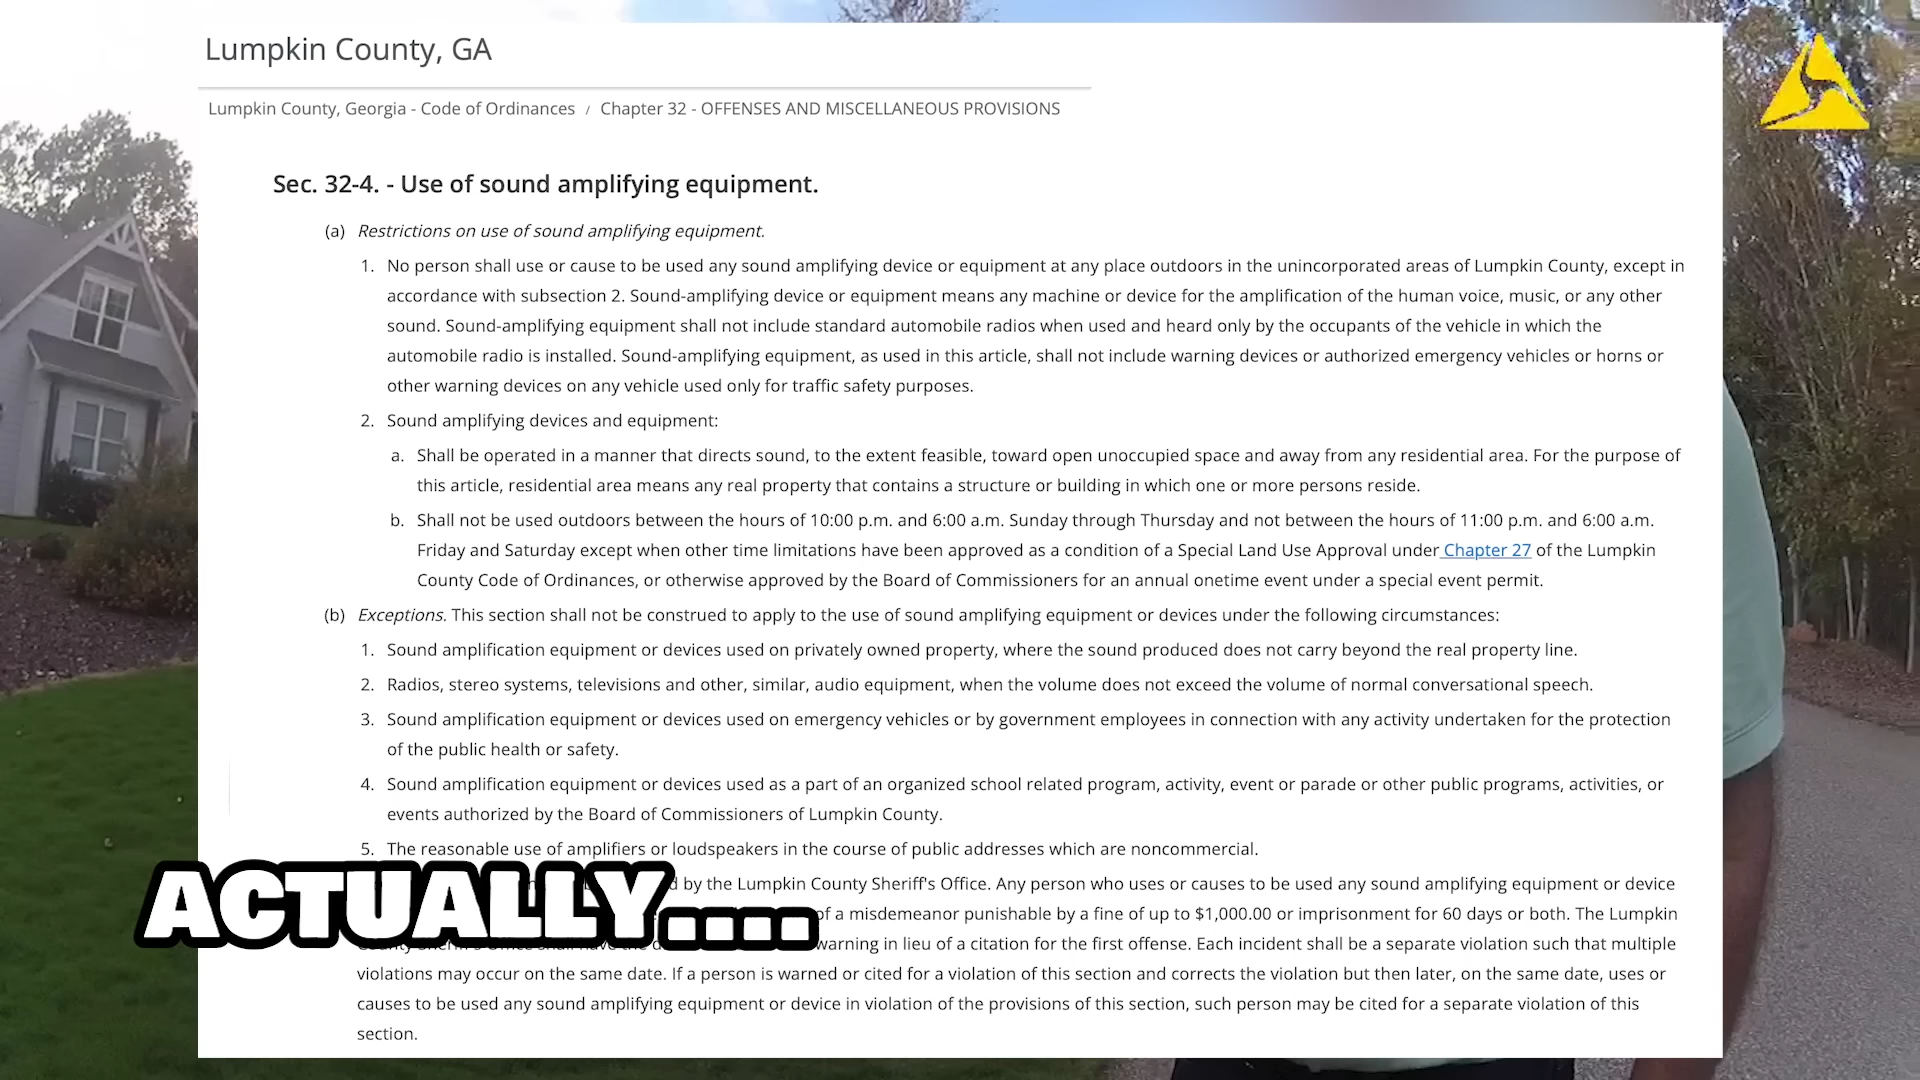 Lumpkin County, GA
Lumpkin County, Georgia - Code of Ordinances / Chapter 32 - OFFENSES AND MISCELLANEOUS PROVISIONS
Sec. 32-4. - Use of sound amplifying equipment.
(a) Restrictions on use of sound amplifying equipment.
1. No person shall use or cause to be used any sound amplifying device or equipment at any place outdoors in the unincorporated areas of Lumpkin County, except in
accordance with subsection 2. Sound-amplifying device or equipment means any machine or device for the amplification of the human voice, music, or any other
sound. Sound-amplifying equipment shall not include standard automobile radios when used and heard only by the occupants of the vehicle in which the
automobile radio is installed. Sound-amplifying equipment, as used in this article, shall not include warning devices or authorized emergency vehicles or horns or
other warning devices on any vehicle used only for traffic safety purposes.
2. Sound amplifying devices and equipment:
a. Shall be operated in a manner that directs sound, to the extent feasible, toward open unoccupied space and away from any residential area. For the purpose of
this article, residential area means any real property that contains a structure or building in which one or more persons reside.
b. Shall not be used outdoors between the hours of 10:00 p.m. and 6:00 a.m. Sunday through Thursday and not between the hours of 11:00 p.m. and 6:00 a.m.
Friday and Saturday except when other time limitations have been approved as a condition of a Special Land Use Approval under Chapter 27 of the Lumpkin
County Code of Ordinances, or otherwise approved by the Board of Commissioners for an annual onetime event under a special event permit.
(b) Exceptions. This section shall not be construed to apply to the use of sound amplifying equipment or devices under the following circumstances:
1. Sound amplification equipment or devices used on privately owned property, where the sound produced does not carry beyond the real property line.
2. Radios, stereo systems, televisions and other, similar, audio equipment, when the volume does not exceed the volume of normal conversational speech.
3. Sound amplification equipment or devices used on emergency vehicles or by government employees in connection with any activity undertaken for the protection
of the public health or safety.
4. Sound amplification equipment or devices used as a part of an organized school related program, activity, event or parade or other public programs, activities, or
events authorized by the Board of Commissioners of Lumpkin County.
5. The reasonable use of amplifiers or loudspeakers in the course of public addresses which are noncommercial.
by the Lumpkin County Sheriff's Office. Any person who uses or causes to be used any sound amplifying equipment or device
ACTUALLY....
of a misdemeanor punishable by a fine of up to $1,000.00 or imprisonment for 60 days or both. The Lumpkin
warning in lieu of a citation for the first offense. Each incident shall be a separate violation such that multiple
violations may occur on the same date. If a person is warned or cited for a violation of this section and corrects the violation but then later, on the same date, uses or
causes to be used any sound amplifying equipment or device in violation of the provisions of this section, such person may be cited for a separate violation of this
section.